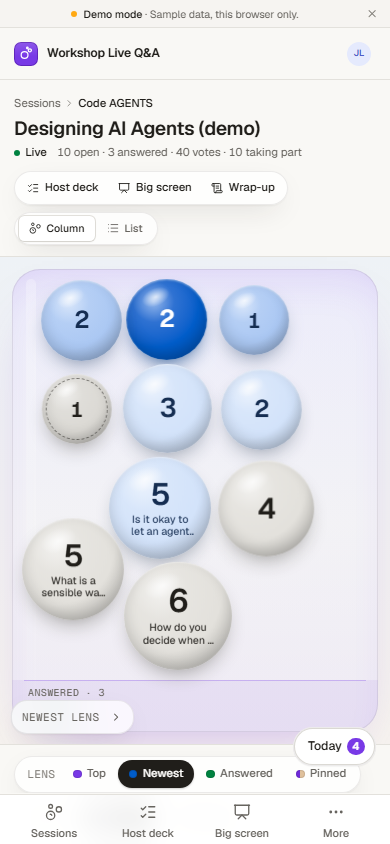 Demo mode · Sample data, this browser only.
Workshop Live Q&A
JL
Sessions > Code AGENTS
Designing AI Agents (demo)
Live 10 open · 3 answered · 40 votes · 10 taking part
Host deck Big screen Wrap-up
Column List
2 2 1
1 3 2
5
Is it okay to
let an agent..
4
5
What is a
sensible wa...
6
How do you
decide when ...
ANSWERED · 3
NEWEST LENS
Today 4
LENS Top Newest Answered Pinned
Sessions Host deck Big screen More